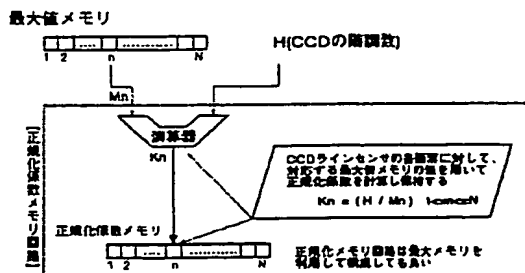 最大値メモリ
1 2 n N
H(CCDの階調数)
Mn
演算器
Kn
[正規化係数メモリ回路]
CCDラインセンサの各画素に対して、
対応する最大値メモリの値を用いて
正規化係数を計算し保持する
Kn = (H / Mn) 1<=n<=N
正規化係数メモリ
1 2 n N
正規化メモリ回路は最大メモリを
利用して構成しても良い